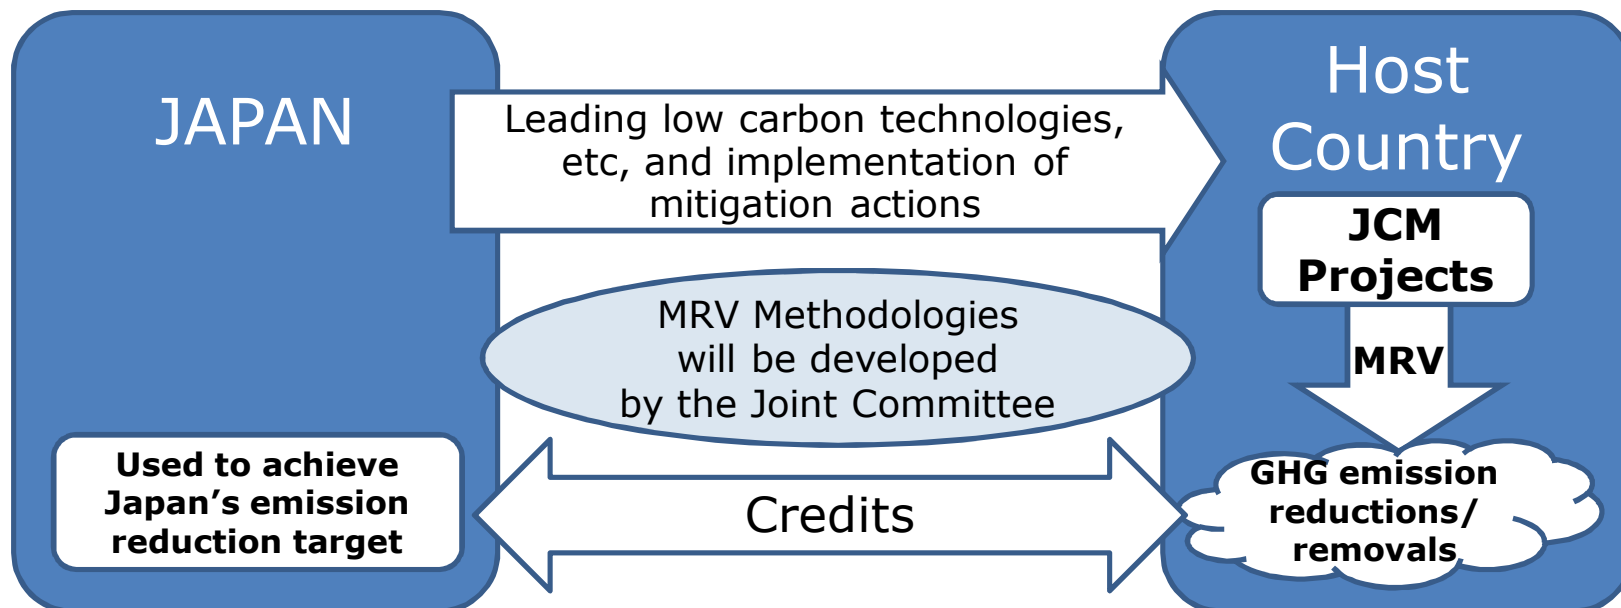 JAPAN
Leading low carbon technologies,
etc, and implementation of
mitigation actions
Host
Country
JCM
Projects
MRV Methodologies
will be developed
by the Joint Committee
MRV
Used to achieve
Japan’s emission
reduction target
Credits
GHG emission
reductions/
removals